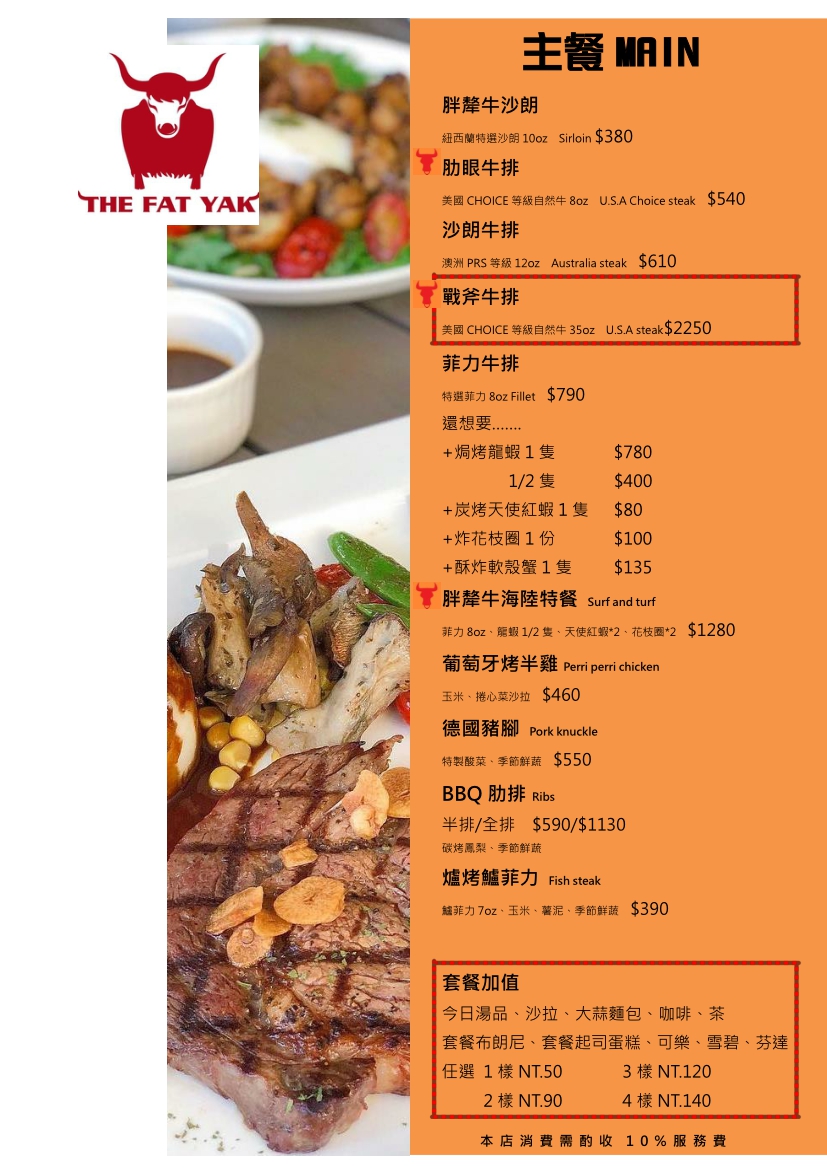 THE FAT YAK
主餐 MAIN
胖犛牛沙朗
紐西蘭特選沙朗 10oz Sirloin $380
肋眼牛排
美國 CHOICE 等級自然牛 8oz U.S.A Choice steak $540
沙朗牛排
澳洲 PRS 等級 12oz Australia steak $610
戰斧牛排
美國 CHOICE 等級自然牛 35oz U.S.A steak$2250
菲力牛排
特選菲力 8oz Fillet $790
還想要.......
+焗烤龍蝦 1 隻 $780
1/2 隻 $400
+炭烤天使紅蝦 1 隻 $80
+炸花枝圈 1 份 $100
+酥炸軟殼蟹 1 隻 $135
胖犛牛海陸特餐 Surf and turf
菲力 8oz、龍蝦 1/2 隻、天使紅蝦*2、花枝圈*2 $1280
葡萄牙烤半雞 Perri perri chicken
玉米、捲心菜沙拉 $460
德國豬腳 Pork knuckle
特製酸菜、季節鮮蔬 $550
BBQ 肋排 Ribs
半排/全排 $590/$1130
碳烤鳳梨、季節鮮蔬
爐烤鱸菲力 Fish steak
鱸菲力 7oz、玉米、薯泥、季節鮮蔬 $390
套餐加值
今日湯品、沙拉、大蒜麵包、咖啡、茶
套餐布朗尼、套餐起司蛋糕、可樂、雪碧、芬達
任選 1 樣 NT.50 3 樣 NT.120
2 樣 NT.90 4 樣 NT.140
本店消費需酌收 10%服務費